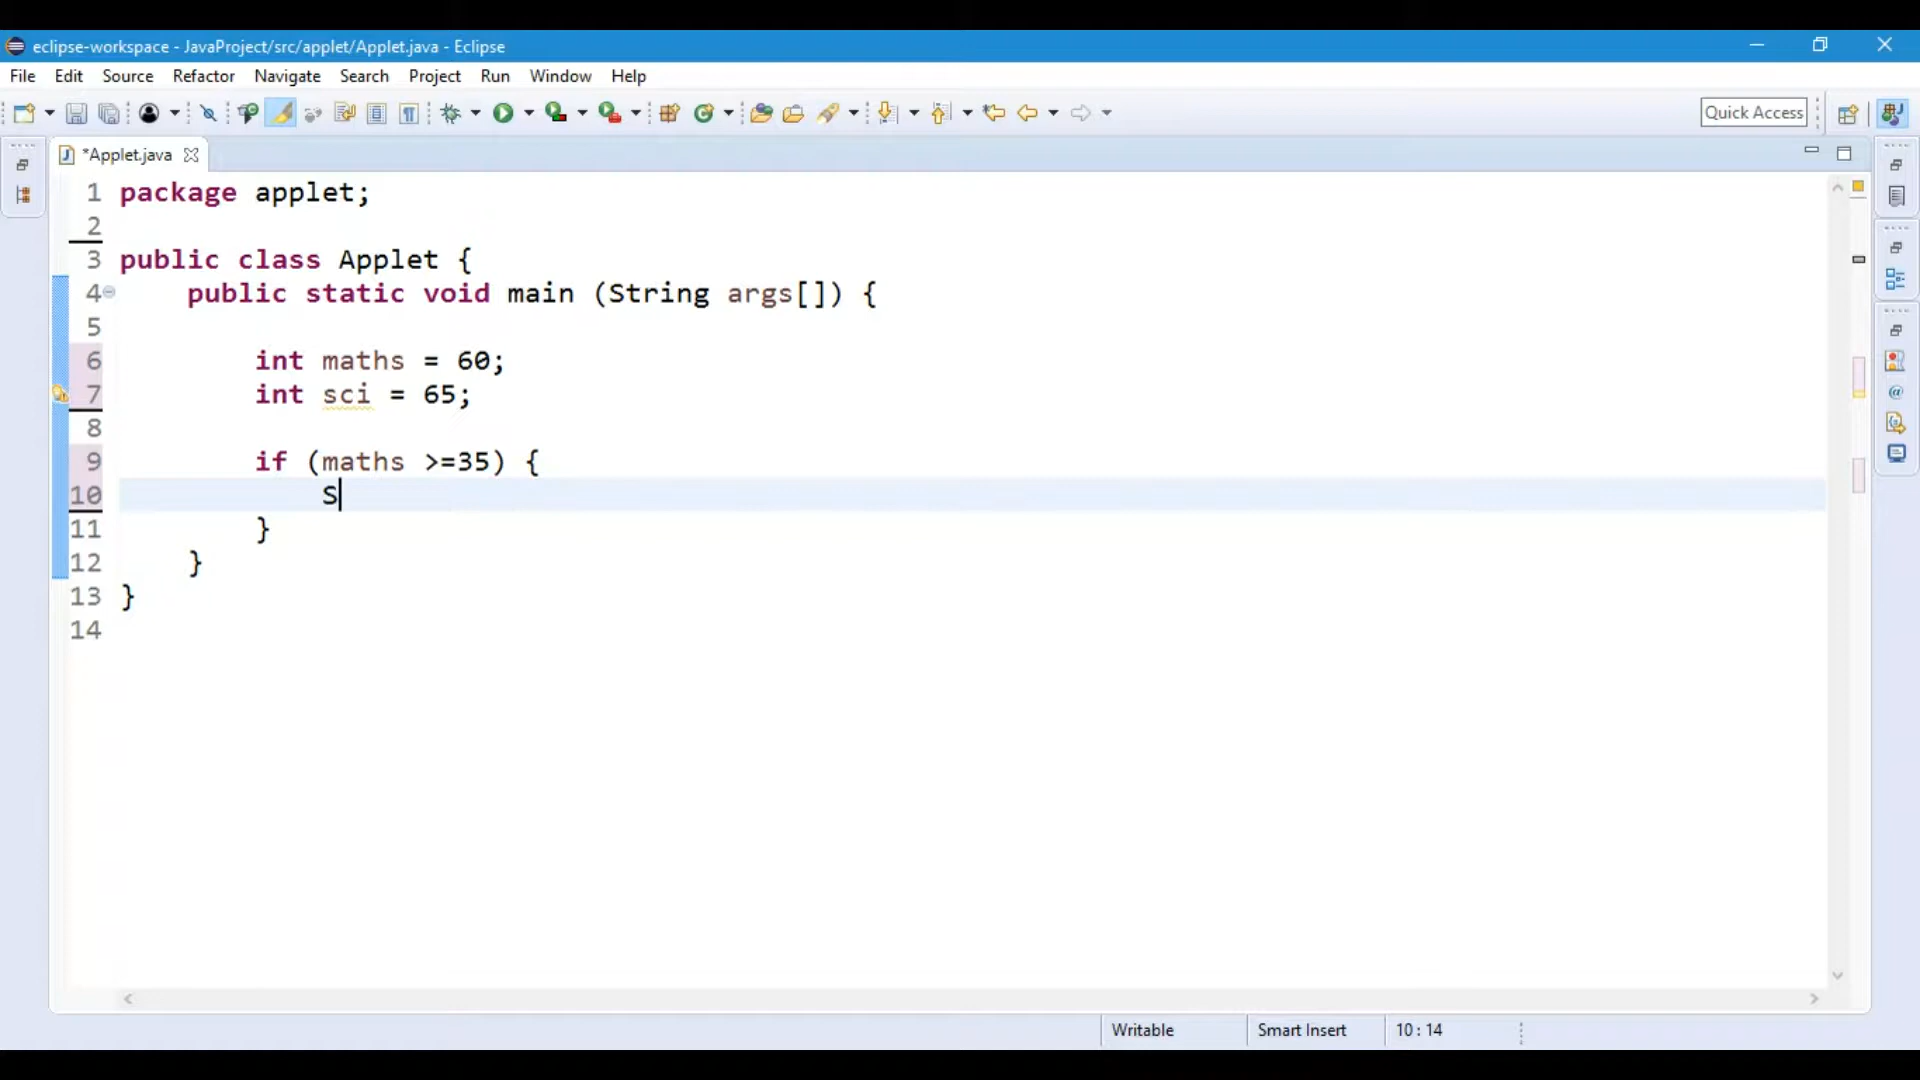 eclipse-workspace - JavaProject/src/applet/Applet.java - Eclipse
File Edit Source Refactor Navigate Search Project Run Window Help
Quick Access
*Applet.java
1 package applet;
2
3 public class Applet {
4     public static void main (String args[]) {
5
6         int maths = 60;
7         int sci = 65;
8
9         if (maths >=35) {
10             S
11         }
12     }
13 }
14
Writable Smart Insert 10 : 14